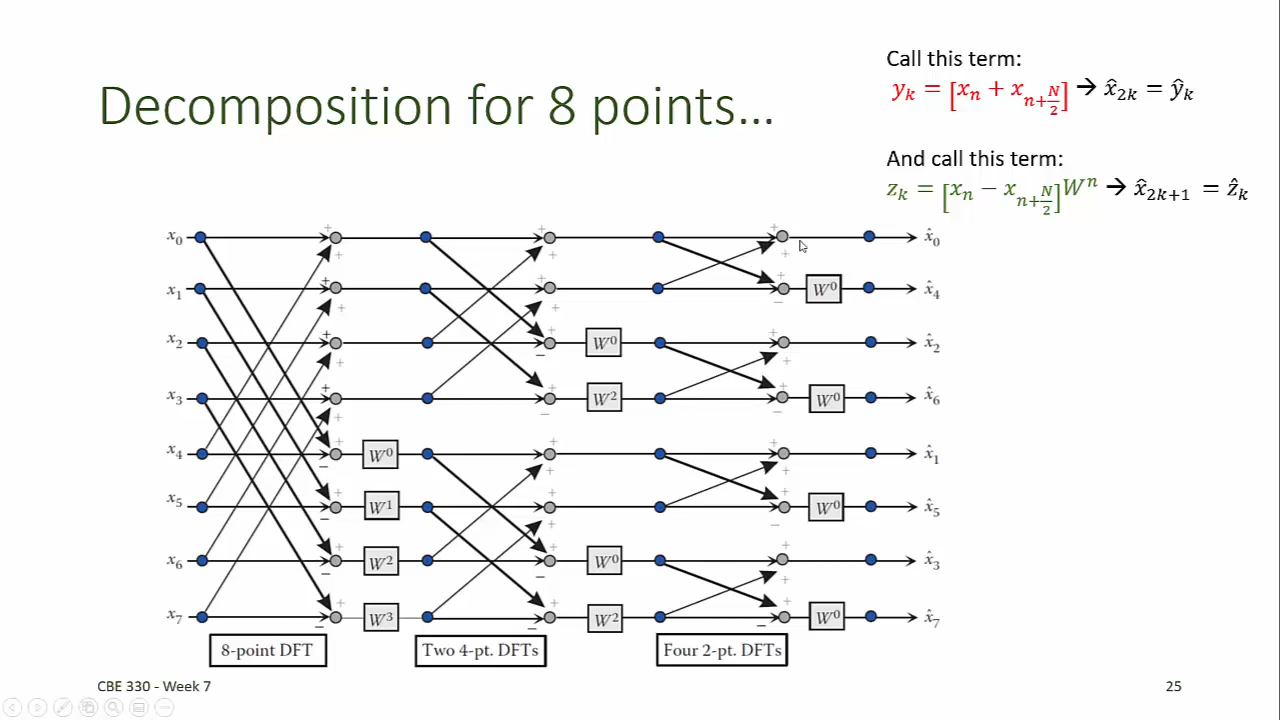 Call this term:
y_k = [x_n + x_{n+N/2}] → x̂_{2k} = ŷ_k
Decomposition for 8 points...
And call this term:
z_k = [x_n − x_{n+N/2}]W^n → x̂_{2k+1} = ẑ_k
x_0 + + + + + + x̂_0
x_1 + + + + + − W^0 x̂_4
x_2 + + + − W^0 + + x̂_2
x_3 + + + − W^2 + − W^0 x̂_6
x_4 − W^0 + + + + x̂_1
x_5 + − W^1 + − W^0 x̂_5
x_6 + − W^2 + − W^0 + + x̂_3
x_7 + − W^3 + − W^2 + − W^0 x̂_7
8-point DFT Two 4-pt. DFTs Four 2-pt. DFTs
CBE 330 - Week 7 25